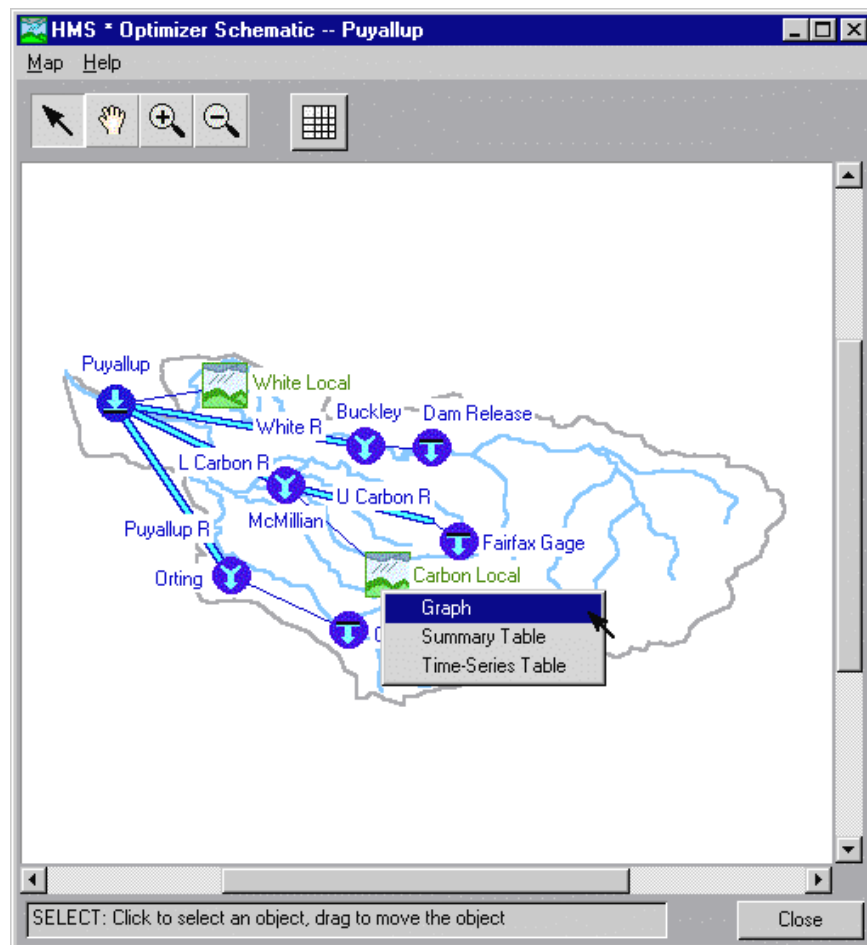 HMS * Optimizer Schematic -- Puyallup
Map Help
Puyallup
White Local
Buckley Dam Release
White R
L Carbon R
U Carbon R
McMillian
Puyallup R
Fairfax Gage
Orting
Carbon Local
Graph
Summary Table
Time-Series Table
SELECT: Click to select an object, drag to move the object
Close